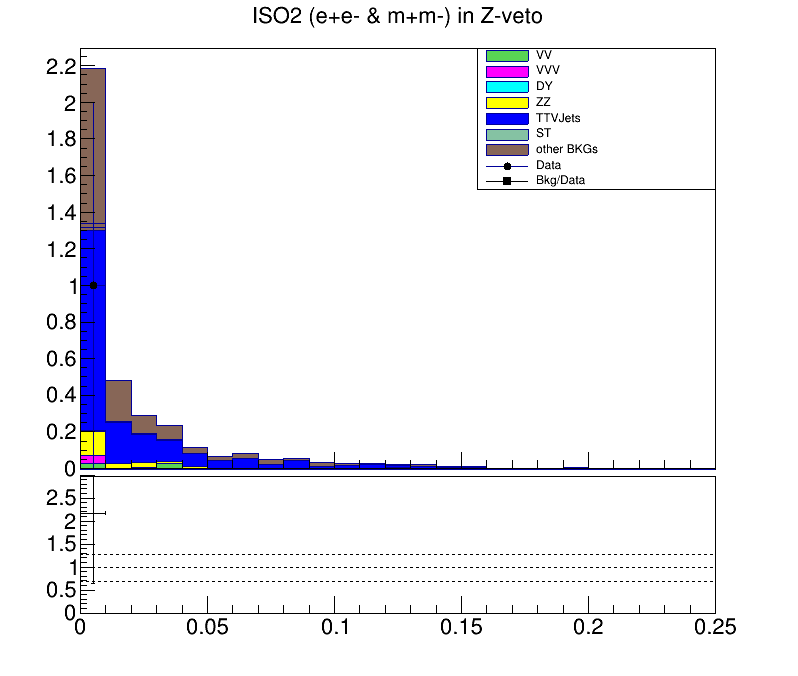 ISO2 (e+e- & m+m-) in Z-veto
VV
VVV
DY
ZZ
TTVJets
ST
other BKGs
Data
Bkg/Data
2.2
2
1.8
1.6
1.4
1.2
1
0.8
0.6
0.4
0.2
0
2.5
2
1.5
1
0.5
0
0 0.05 0.1 0.15 0.2 0.25